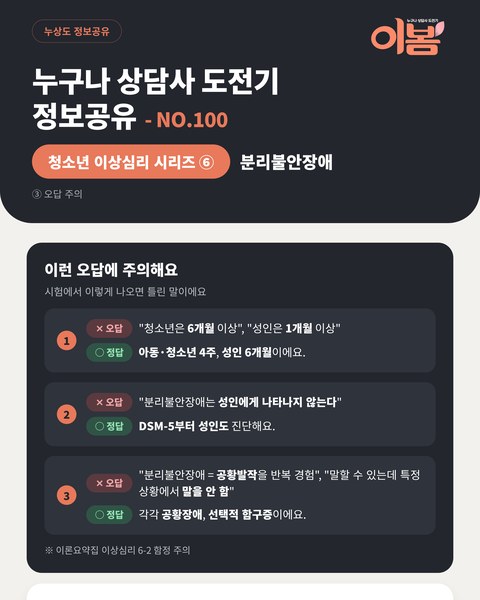 누상도 정보공유
누구나 상담사 도전기
이봄
누구나 상담사 도전기
정보공유 - NO.100
청소년 이상심리 시리즈 ⑥ 분리불안장애
③ 오답 주의
이런 오답에 주의해요
시험에서 이렇게 나오면 틀린 말이에요
1
✕ 오답 "청소년은 6개월 이상", "성인은 1개월 이상"
○ 정답 아동·청소년 4주, 성인 6개월이에요.
2
✕ 오답 "분리불안장애는 성인에게 나타나지 않는다"
○ 정답 DSM-5부터 성인도 진단해요.
3
✕ 오답 "분리불안장애 = 공황발작을 반복 경험", "말할 수 있는데 특정
상황에서 말을 안 함"
○ 정답 각각 공황장애, 선택적 함구증이에요.
※ 이론요약집 이상심리 6-2 함정 주의